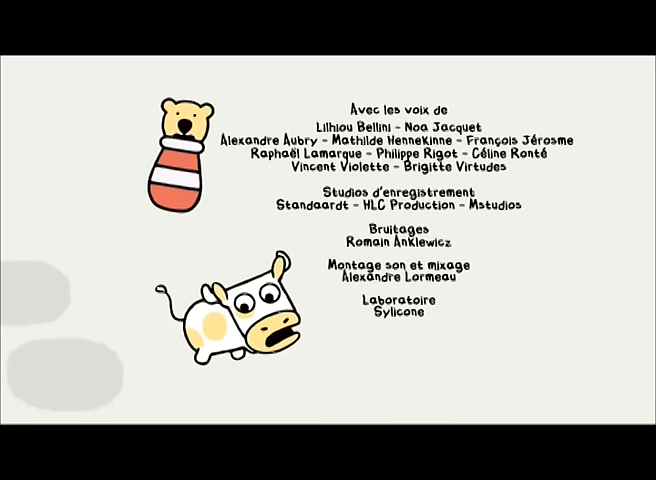 Avec les voix de
Lilhiou Bellini - Noa Jacquet
Alexandre Aubry - Mathilde Hennekinne - François Jérosme
Raphaël Lamarque - Philippe Rigot - Céline Ronté
Vincent Violette - Brigitte Virtudes
Studios d'enregistrement
Standaardt - HLC Production - Mstudios
Bruitages
Romain Anklewicz
Montage son et mixage
Alexandre Lormeau
Laboratoire
Sylicone